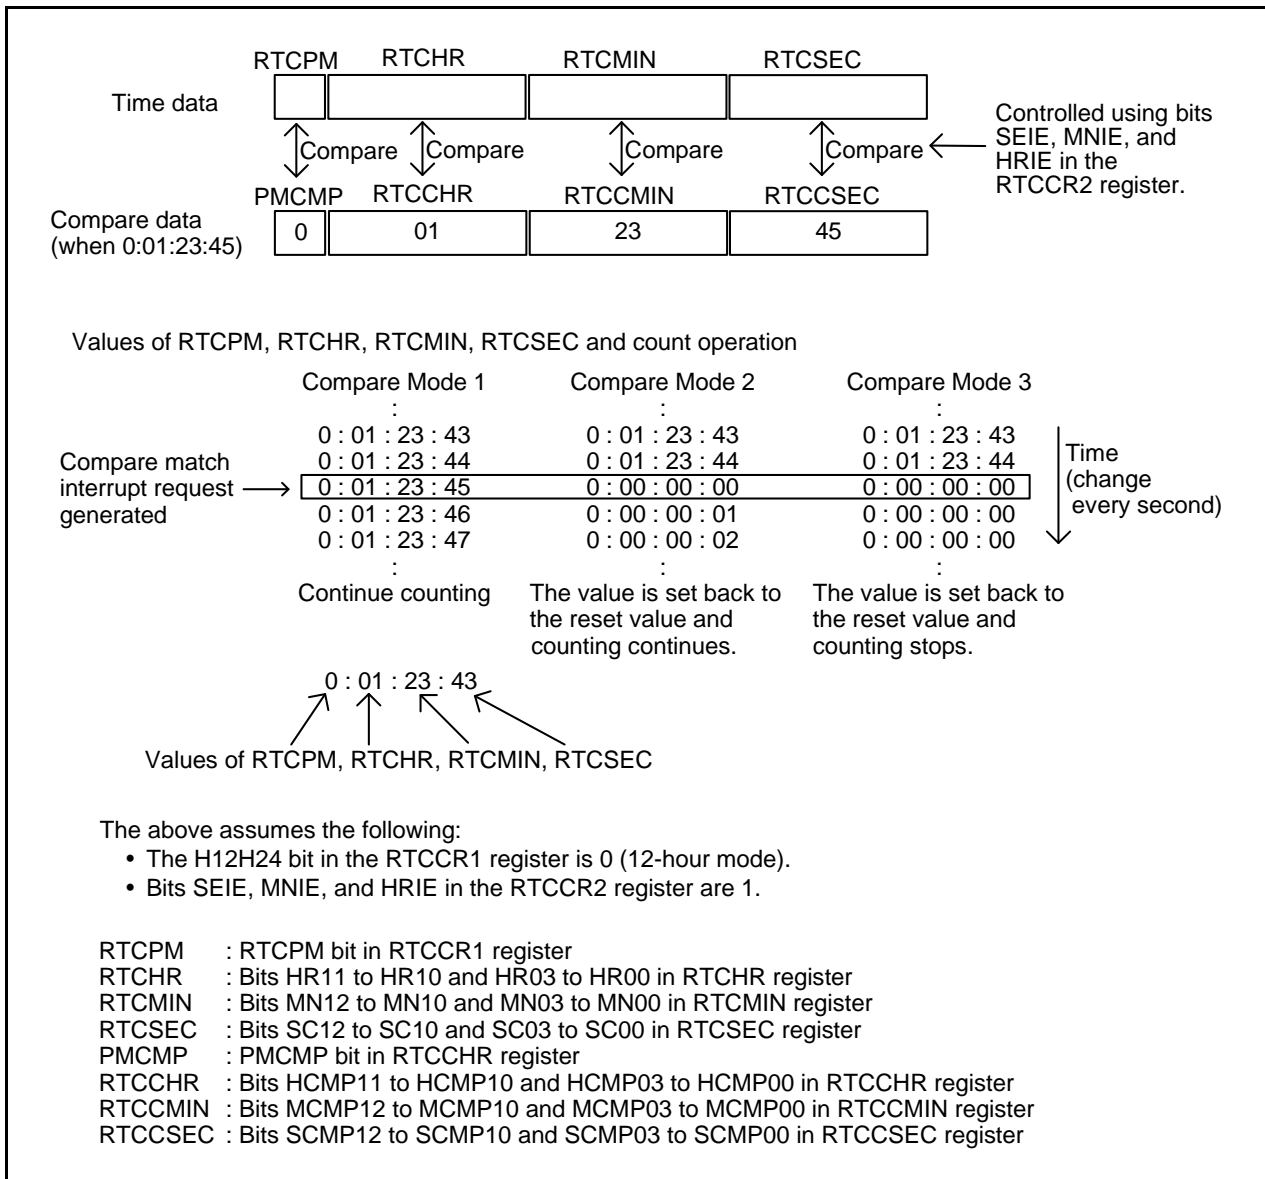 RTCPM RTCHR RTCMIN RTCSEC
Time data
Compare Compare Compare Compare
Controlled using bits
SEIE, MNIE, and
HRIE in the
RTCCR2 register.
PMCMP RTCCHR RTCCMIN RTCCSEC
Compare data
(when 0:01:23:45)
0 01 23 45
Values of RTCPM, RTCHR, RTCMIN, RTCSEC and count operation
Compare Mode 1 Compare Mode 2 Compare Mode 3
: : :
0 : 01 : 23 : 43 0 : 01 : 23 : 43 0 : 01 : 23 : 43
0 : 01 : 23 : 44 0 : 01 : 23 : 44 0 : 01 : 23 : 44
0 : 01 : 23 : 45 0 : 00 : 00 : 00 0 : 00 : 00 : 00
0 : 01 : 23 : 46 0 : 00 : 00 : 01 0 : 00 : 00 : 00
0 : 01 : 23 : 47 0 : 00 : 00 : 02 0 : 00 : 00 : 00
: : :
Compare match
interrupt request
generated
Time
(change
every second)
Continue counting
The value is set back to
the reset value and
counting continues.
The value is set back to
the reset value and
counting stops.
0 : 01 : 23 : 43
Values of RTCPM, RTCHR, RTCMIN, RTCSEC
The above assumes the following:
• The H12H24 bit in the RTCCR1 register is 0 (12-hour mode).
• Bits SEIE, MNIE, and HRIE in the RTCCR2 register are 1.
RTCPM : RTCPM bit in RTCCR1 register
RTCHR : Bits HR11 to HR10 and HR03 to HR00 in RTCHR register
RTCMIN : Bits MN12 to MN10 and MN03 to MN00 in RTCMIN register
RTCSEC : Bits SC12 to SC10 and SC03 to SC00 in RTCSEC register
PMCMP : PMCMP bit in RTCCHR register
RTCCHR : Bits HCMP11 to HCMP10 and HCMP03 to HCMP00 in RTCCHR register
RTCCMIN : Bits MCMP12 to MCMP10 and MCMP03 to MCMP00 in RTCCMIN register
RTCCSEC : Bits SCMP12 to SCMP10 and SCMP03 to SCMP00 in RTCCSEC register